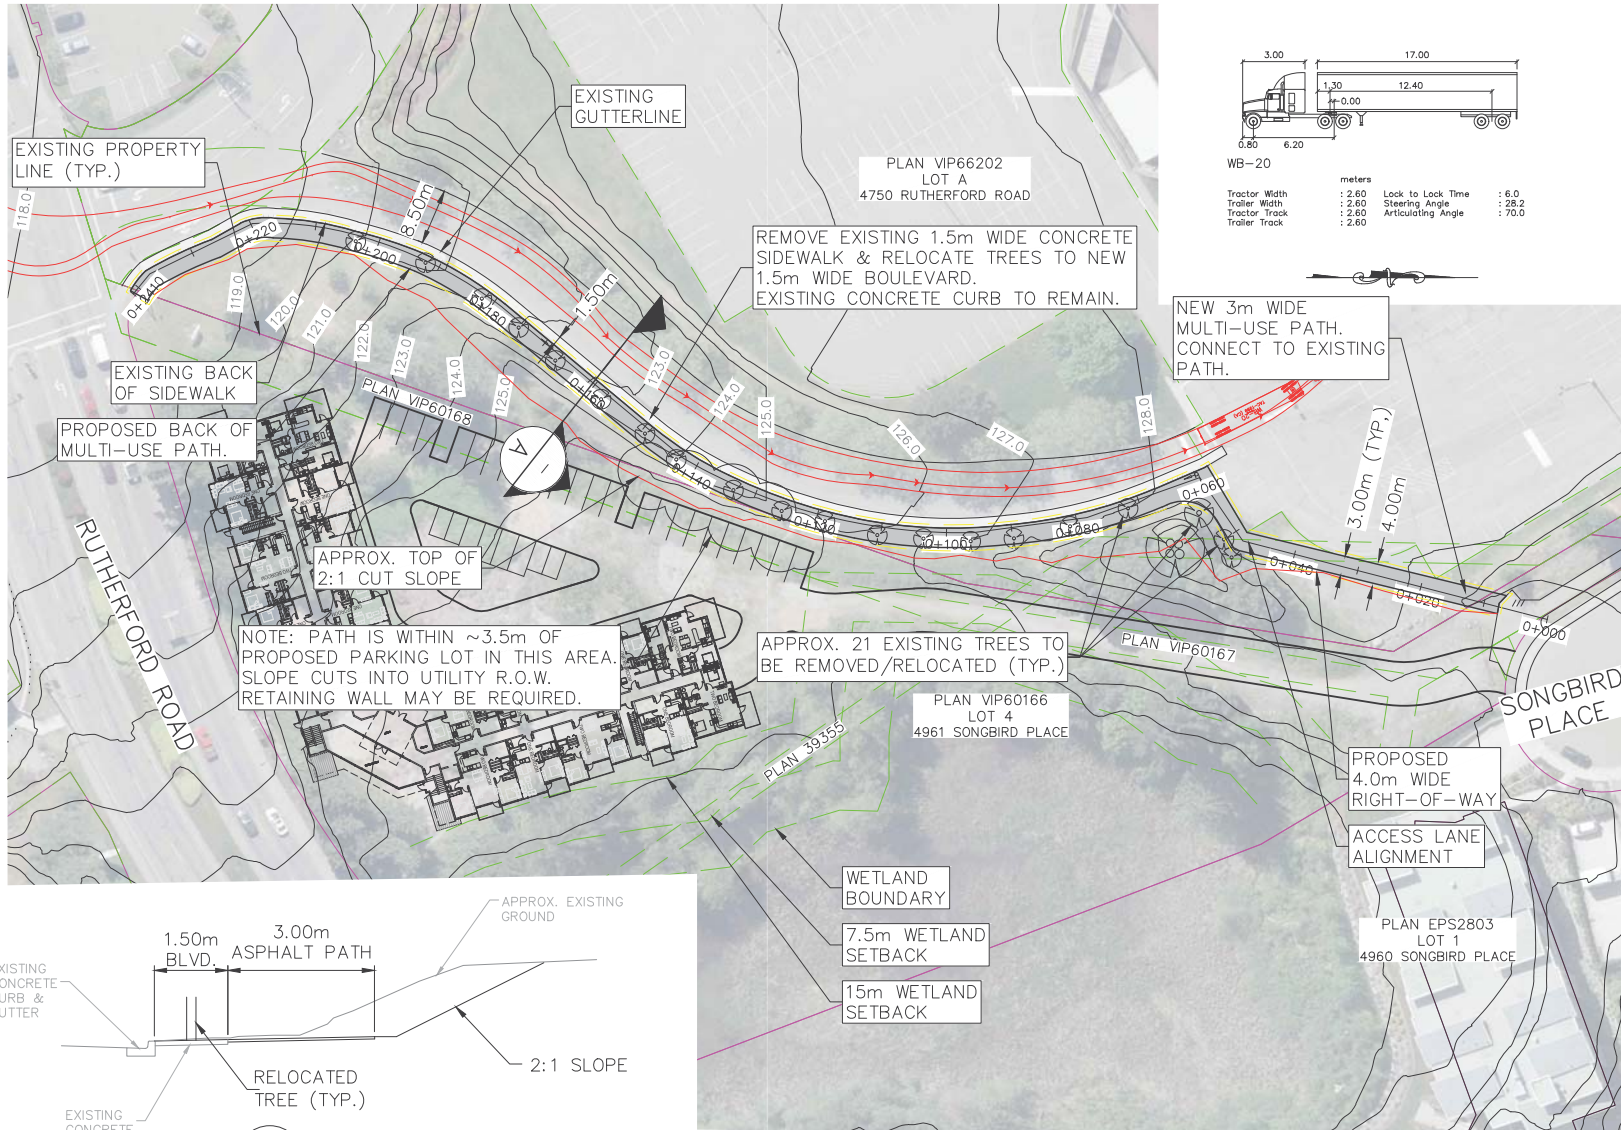 EXISTING
GUTTERLINE
EXISTING PROPERTY
LINE (TYP.)
118.0
8.50m
PLAN VIP66202
LOT A
4750 RUTHERFORD ROAD
3.00
17.00
1.30
12.40
0.00
0.80
6.20
WB-20
meters
Tractor Width : 2.60 Lock to Lock Time : 6.0
Trailer Width : 2.60 Steering Angle : 28.2
Tractor Track : 2.60 Articulating Angle : 70.0
Trailer Track : 2.60
REMOVE EXISTING 1.5m WIDE CONCRETE
SIDEWALK & RELOCATE TREES TO NEW
1.5m WIDE BOULEVARD.
EXISTING CONCRETE CURB TO REMAIN.
NEW 3m WIDE
MULTI-USE PATH.
CONNECT TO EXISTING
PATH.
0+220
0+200
0+180
0+160
0+140
0+100
0+080
0+060
0+040
0+020
0+000
1.50m
119.0
120.0
121.0
122.0
123.0
124.0
125.0
123.0
124.0
125.0
126.0
127.0
128.0
EXISTING BACK
OF SIDEWALK
PLAN VIP60168
PROPOSED BACK OF
MULTI-USE PATH.
A
3.00m (TYP.)
4.00m
RUTHERFORD ROAD
APPROX. TOP OF
2:1 CUT SLOPE
NOTE: PATH IS WITHIN ~3.5m OF
PROPOSED PARKING LOT IN THIS AREA.
SLOPE CUTS INTO UTILITY R.O.W.
RETAINING WALL MAY BE REQUIRED.
APPROX. 21 EXISTING TREES TO
BE REMOVED/RELOCATED (TYP.)
PLAN VIP60167
PLAN VIP60166
LOT 4
4961 SONGBIRD PLACE
SONGBIRD
PLACE
PLAN 39355
PROPOSED
4.0m WIDE
RIGHT-OF-WAY
ACCESS LANE
ALIGNMENT
WETLAND
BOUNDARY
7.5m WETLAND
SETBACK
15m WETLAND
SETBACK
PLAN EPS2803
LOT 1
4960 SONGBIRD PLACE
APPROX. EXISTING
GROUND
1.50m
BLVD.
3.00m
ASPHALT PATH
XISTING
ONCRETE
URB &
UTTER
2:1 SLOPE
RELOCATED
TREE (TYP.)
EXISTING
CONCRETE